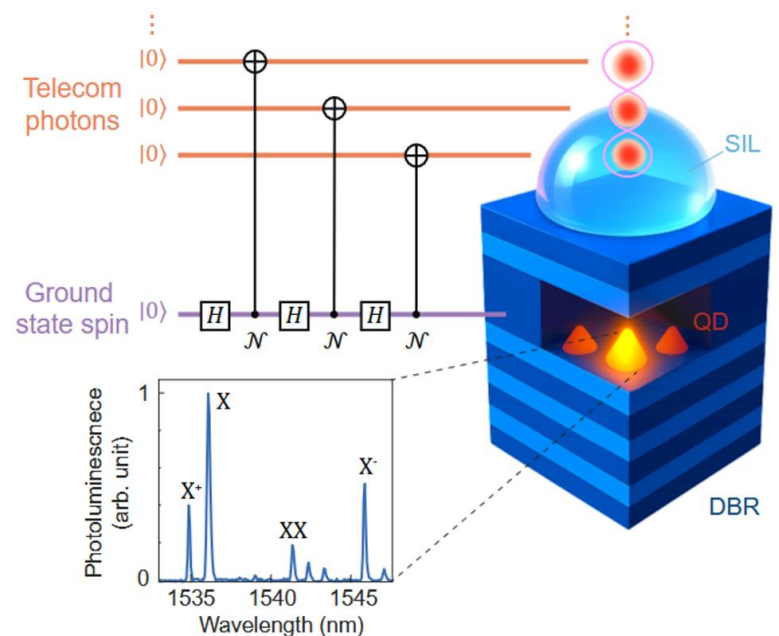 ⋮
⋮
|0⟩
Telecom
photons
|0⟩
|0⟩
SIL
Ground
state spin
|0⟩
H
H
H
𝒩
𝒩
𝒩
QD
DBR
Photoluminescnece
(arb. unit)
1
0
X
X⁺
XX
X⁻
1535
1540
1545
Wavelength (nm)